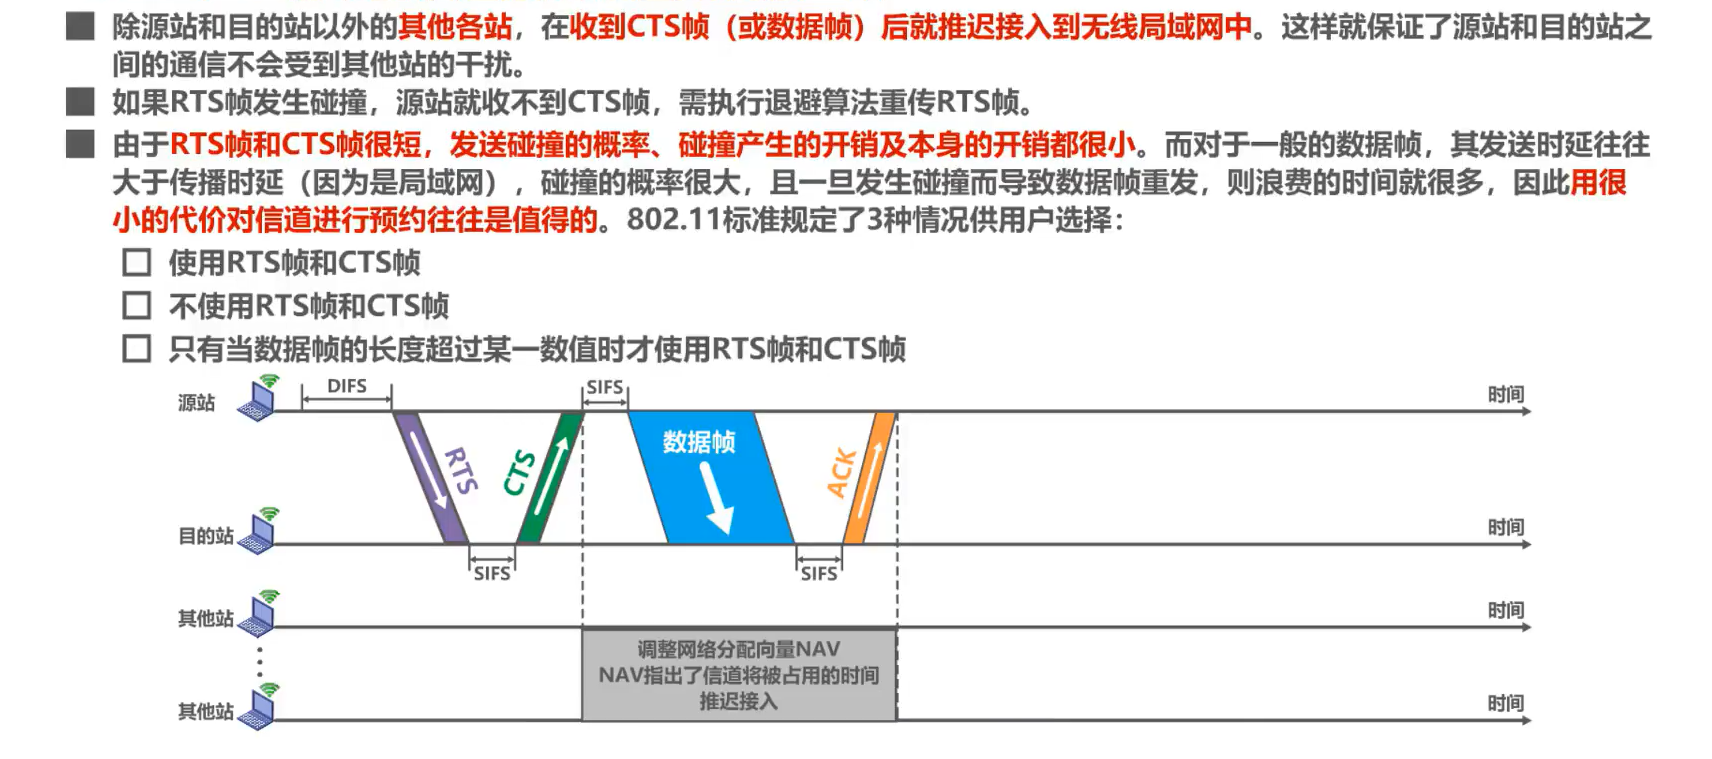 除源站和目的站以外的其他各站，在收到CTS帧（或数据帧）后就推迟接入到无线局域网中。这样就保证了源站和目的站之
间的通信不会受到其他站的干扰。
如果RTS帧发生碰撞，源站就收不到CTS帧，需执行退避算法重传RTS帧。
由于RTS帧和CTS帧很短，发送碰撞的概率、碰撞产生的开销及本身的开销都很小。而对于一般的数据帧，其发送时延往往
大于传播时延（因为是局域网），碰撞的概率很大，且一旦发生碰撞而导致数据帧重发，则浪费的时间就很多，因此用很
小的代价对信道进行预约往往是值得的。802.11标准规定了3种情况供用户选择：
使用RTS帧和CTS帧
不使用RTS帧和CTS帧
只有当数据帧的长度超过某一数值时才使用RTS帧和CTS帧
DIFS
SIFS
源站
时间
RTS
CTS
数据帧
ACK
目的站
时间
SIFS
SIFS
其他站
时间
调整网络分配向量NAV
NAV指出了信道将被占用的时间
推迟接入
其他站
时间